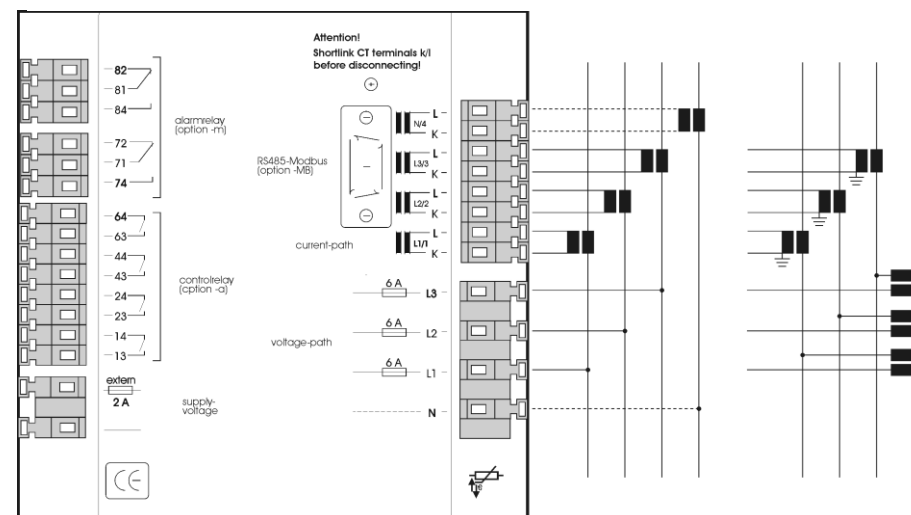 Attention!
Shortlink CT terminals k/l
before disconnecting!
82
81
84
alarmrelay
(option -m)
72
71
74
RS485-Modbus
(option -MB)
N/4
L
K
L3/3
L
K
L2/2
L
K
L1/1
L
K
current-path
64
63
44
43
24
23
14
13
controlrelay
(option -a)
6 A
L3
6 A
L2
voltage-path
6 A
L1
N
extern
2 A
supply-
voltage
CE